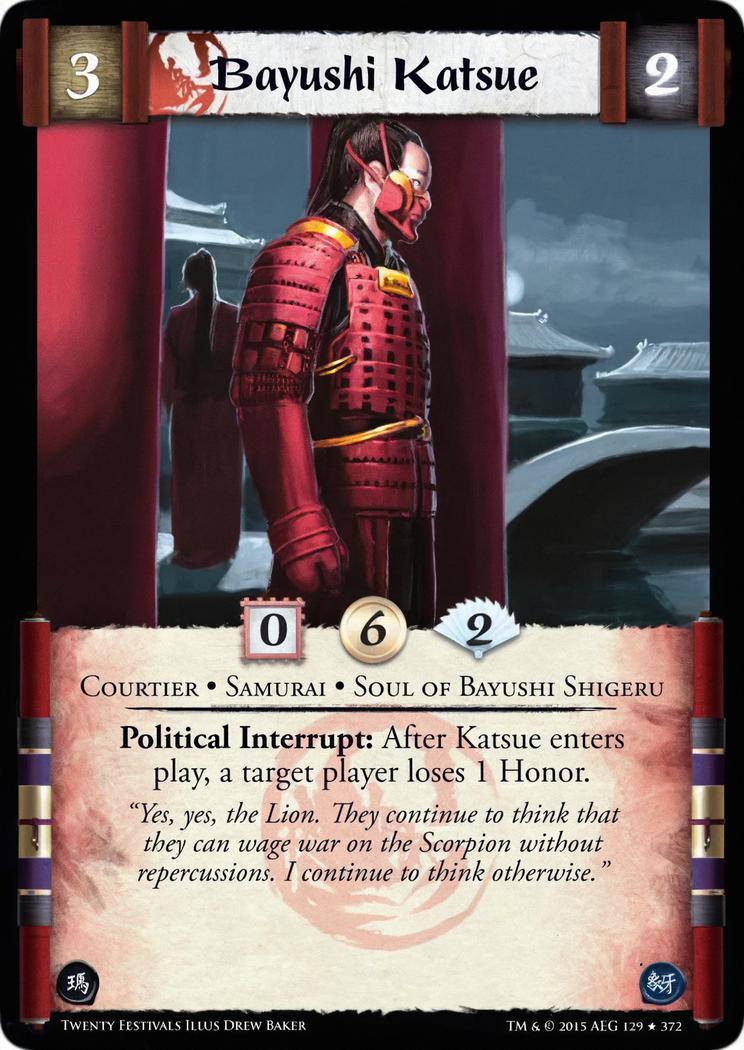 3
Bayushi Katsue
2
0
6
2
Courtier • Samurai • Soul of Bayushi Shigeru
Political Interrupt: After Katsue enters
play, a target player loses 1 Honor.
“Yes, yes, the Lion. They continue to think that
they can wage war on the Scorpion without
repercussions. I continue to think otherwise.”
Twenty Festivals Illus Drew Baker
TM & © 2015 AEG 129 ★ 372